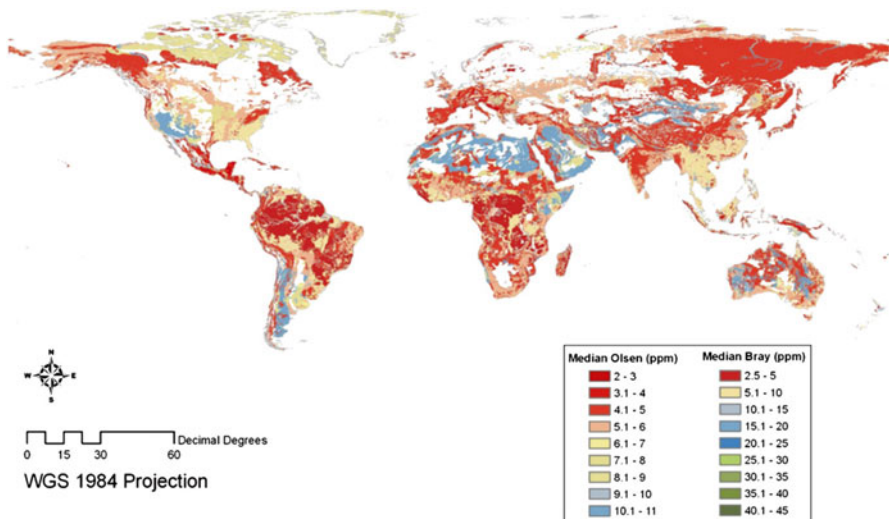 N
W E
S
Decimal Degrees
0 15 30 60
WGS 1984 Projection
Median Olsen (ppm) Median Bray (ppm)
2 - 3 2.5 - 5
3.1 - 4 5.1 - 10
4.1 - 5 10.1 - 15
5.1 - 6 15.1 - 20
6.1 - 7 20.1 - 25
7.1 - 8 25.1 - 30
8.1 - 9 30.1 - 35
9.1 - 10 35.1 - 40
10.1 - 11 40.1 - 45